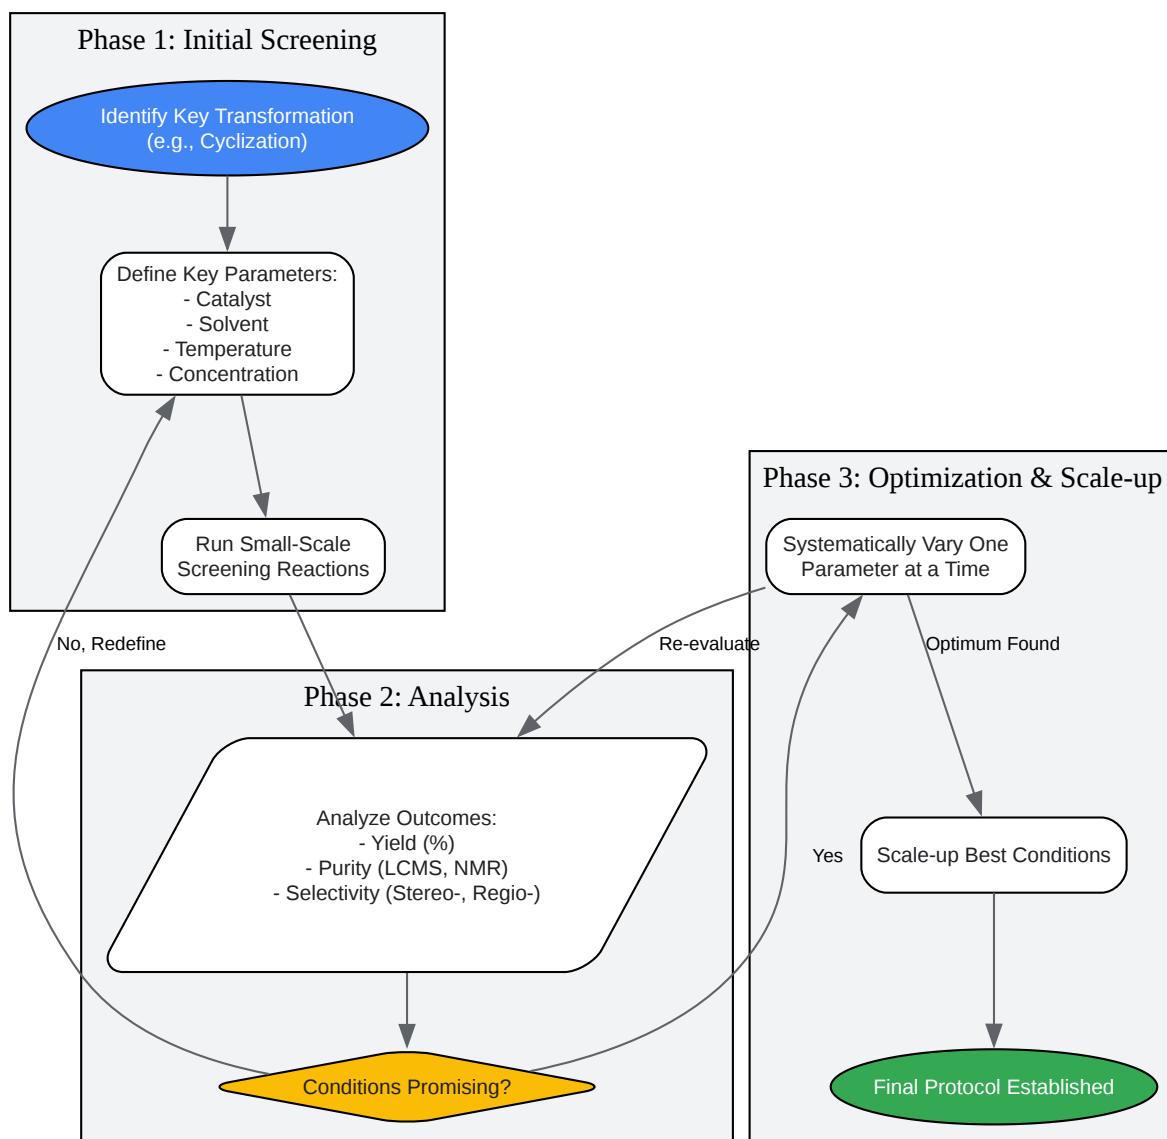 Phase 1: Initial Screening
Identify Key Transformation
(e.g., Cyclization)
Define Key Parameters:
- Catalyst
- Solvent
- Temperature
- Concentration
Run Small-Scale
Screening Reactions
No, Redefine
Phase 2: Analysis
Analyze Outcomes:
- Yield (%)
- Purity (LCMS, NMR)
- Selectivity (Stereo-, Regio-)
Conditions Promising?
Phase 3: Optimization & Scale-up
Systematically Vary One
Parameter at a Time
Re-evaluate
Optimum Found
Yes
Scale-up Best Conditions
Final Protocol Established